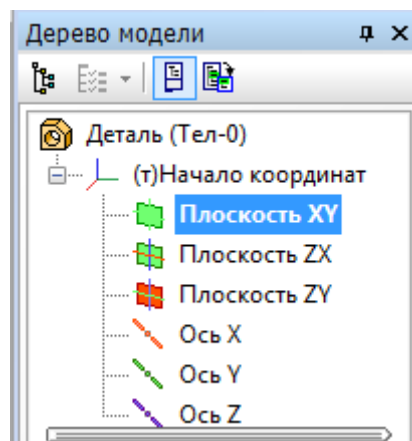 Дерево модели
Деталь (Тел-0)
(т)Начало координат
Плоскость XY
Плоскость ZX
Плоскость ZY
Ось X
Ось Y
Ось Z